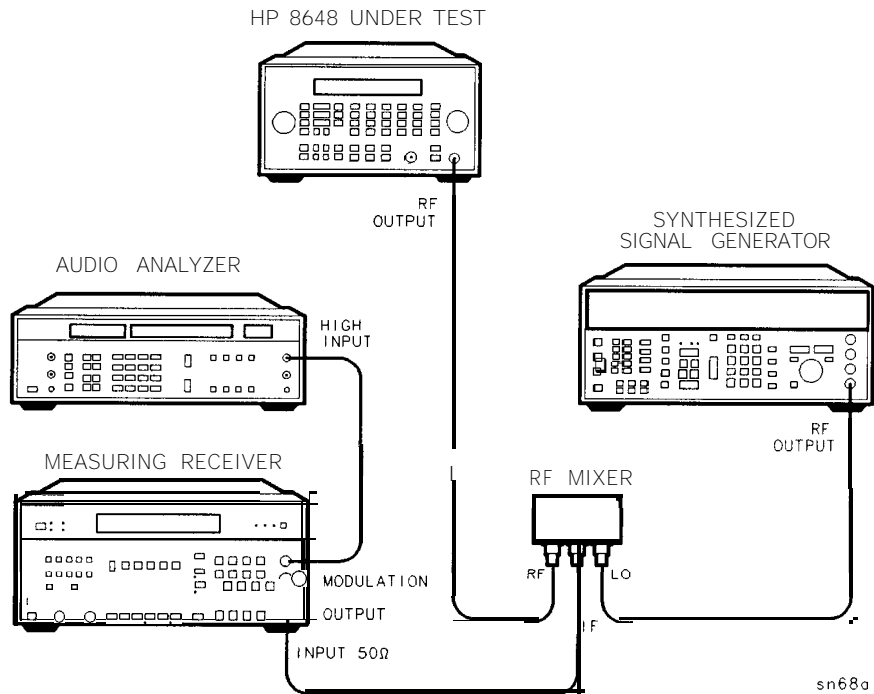 HP 8648 UNDER TEST
RF
OUTPUT
SYNTHESIZED
SIGNAL GENERATOR
AUDIO ANALYZER
HIGH
INPUT
RF
OUTPUT
MEASURING RECEIVER
RF MIXER
RF
LO
MODULATION
OUTPUT
IF
INPUT 50Ω
sn68a